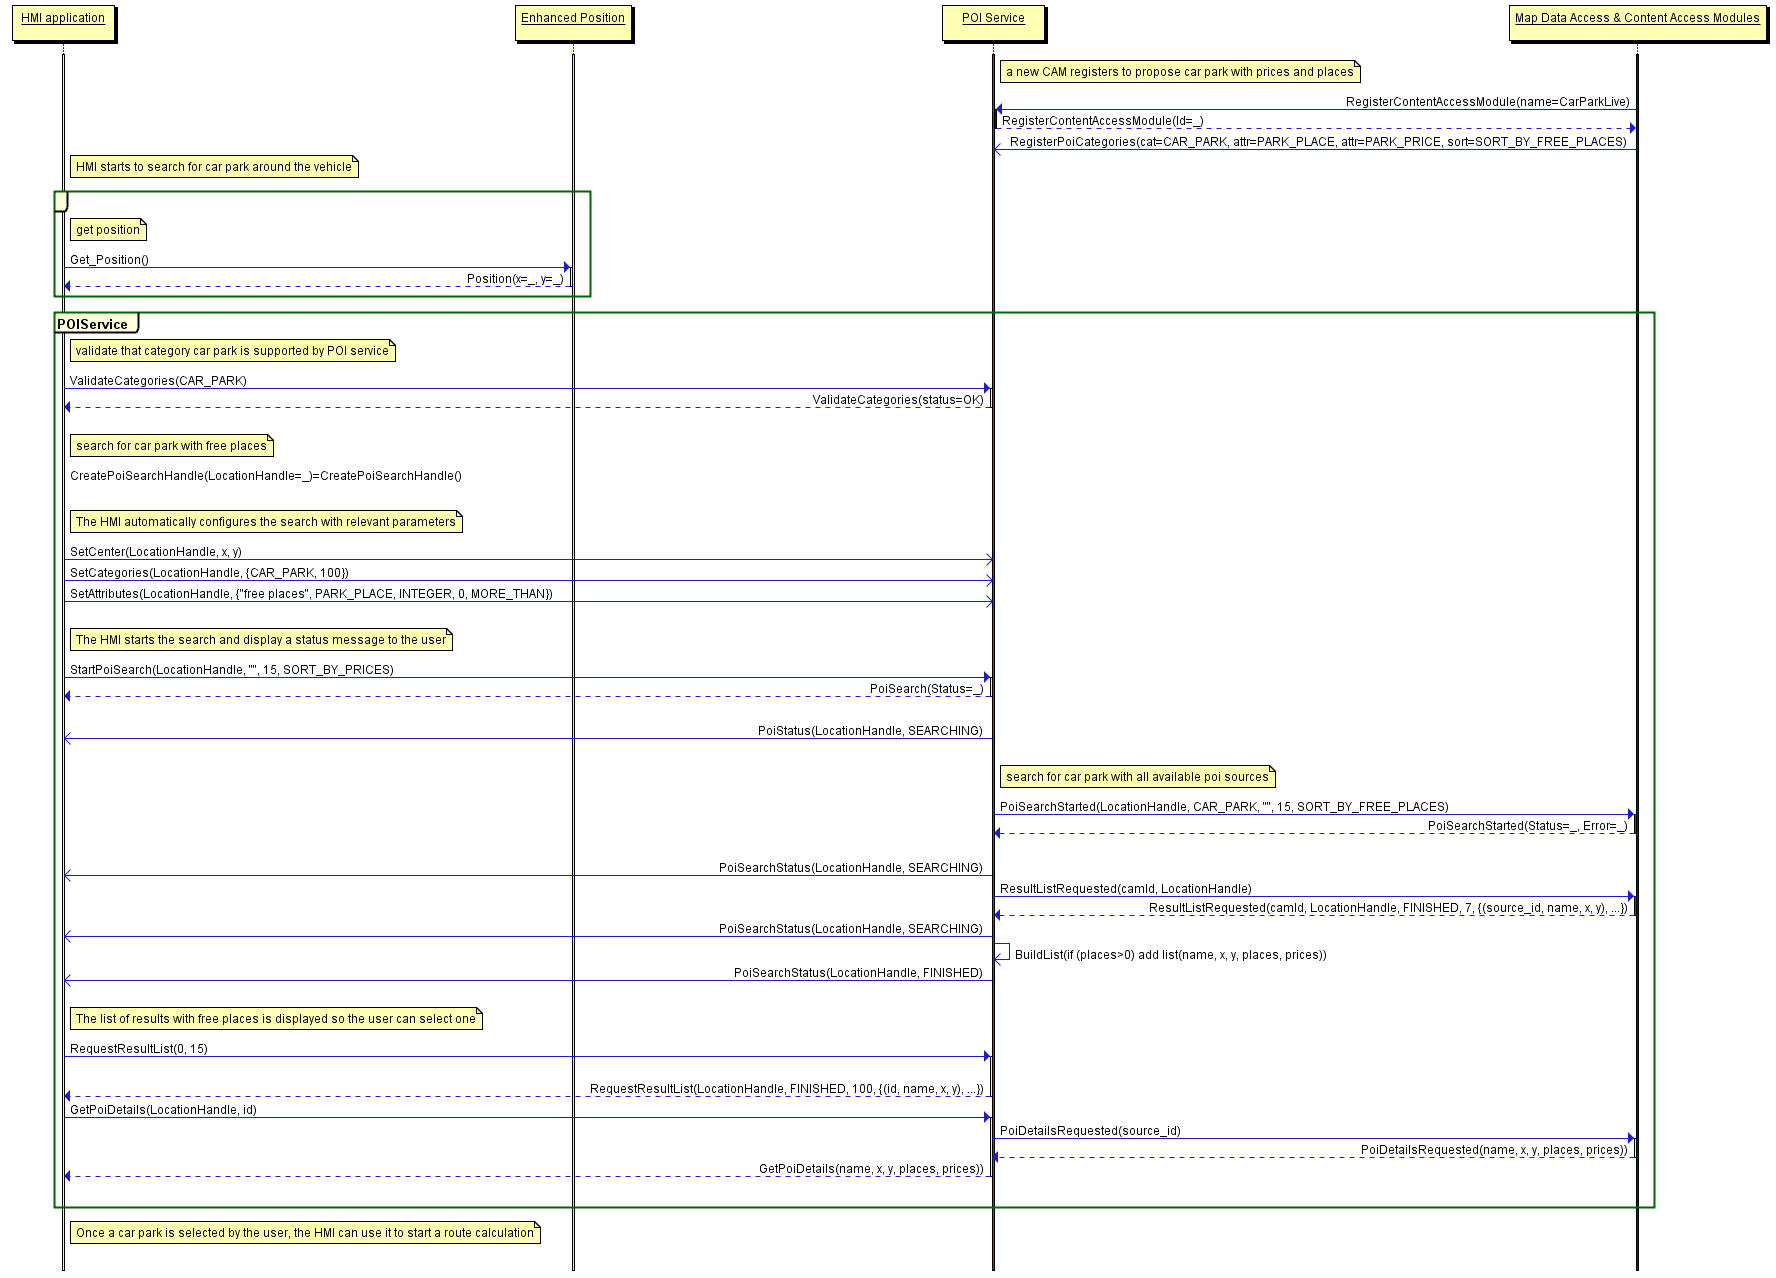 HMI application
Enhanced Position
POI Service
Map Data Access & Content Access Modules
a new CAM registers to propose car park with prices and places
RegisterContentAccessModule(name=CarParkLive)
RegisterContentAccessModule(Id=_)
RegisterPoiCategories(cat=CAR_PARK, attr=PARK_PLACE, attr=PARK_PRICE, sort=SORT_BY_FREE_PLACES)
HMI starts to search for car park around the vehicle
get position
Get_Position()
Position(x=_, y=_)
POIService
validate that category car park is supported by POI service
ValidateCategories(CAR_PARK)
ValidateCategories(status=OK)
search for car park with free places
CreatePoiSearchHandle(LocationHandle=_)=CreatePoiSearchHandle()
The HMI automatically configures the search with relevant parameters
SetCenter(LocationHandle, x, y)
SetCategories(LocationHandle, {CAR_PARK, 100})
SetAttributes(LocationHandle, {"free places", PARK_PLACE, INTEGER, 0, MORE_THAN})
The HMI starts the search and display a status message to the user
StartPoiSearch(LocationHandle, "", 15, SORT_BY_PRICES)
PoiSearch(Status=_)
PoiStatus(LocationHandle, SEARCHING)
search for car park with all available poi sources
PoiSearchStarted(LocationHandle, CAR_PARK, "", 15, SORT_BY_FREE_PLACES)
PoiSearchStarted(Status=_, Error=_)
PoiSearchStatus(LocationHandle, SEARCHING)
ResultListRequested(camId, LocationHandle)
ResultListRequested(camId, LocationHandle, FINISHED, 7, {(source_id, name, x, y), ...})
PoiSearchStatus(LocationHandle, SEARCHING)
BuildList(if (places>0) add list(name, x, y, places, prices))
PoiSearchStatus(LocationHandle, FINISHED)
The list of results with free places is displayed so the user can select one
RequestResultList(0, 15)
RequestResultList(LocationHandle, FINISHED, 100, {(id, name, x, y), ...})
GetPoiDetails(LocationHandle, id)
PoiDetailsRequested(source_id)
PoiDetailsRequested(name, x, y, places, prices))
GetPoiDetails(name, x, y, places, prices))
Once a car park is selected by the user, the HMI can use it to start a route calculation